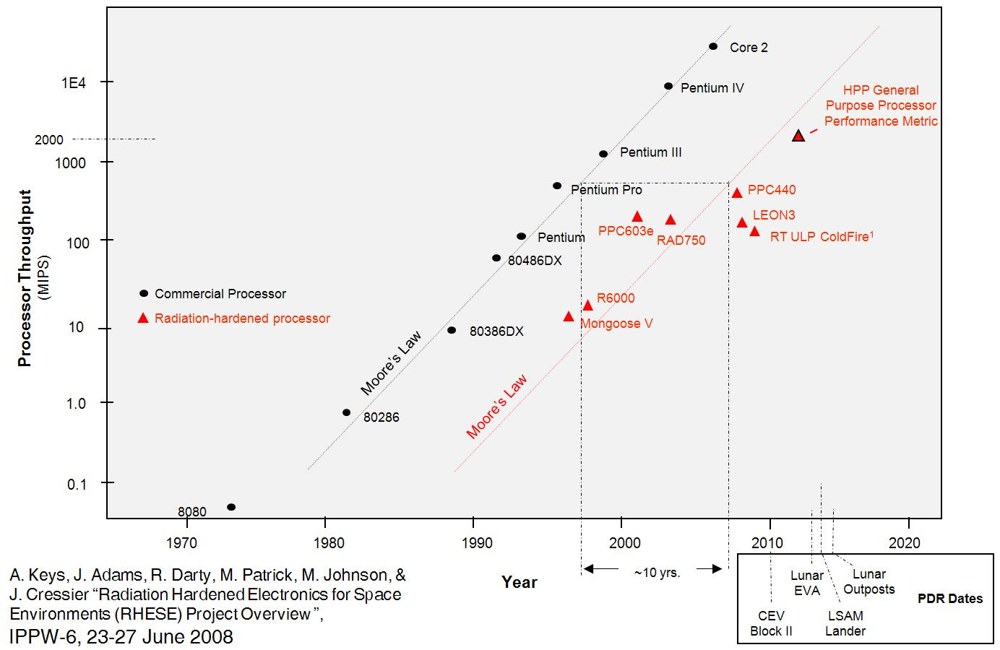 Core 2
1E4
Pentium IV
HPP General
Purpose Processor
Performance Metric
2000
1000
Pentium III
Pentium Pro
PPC440
PPC603e
LEON3
RAD750
RT ULP ColdFire¹
100
Pentium
80486DX
Processor Throughput
(MIPS)
Commercial Processor
Radiation-hardened processor
R6000
Mongoose V
10
80386DX
Moore's Law
Moore's Law
1.0
80286
0.1
8080
1970
1980
1990
2000
2010
2020
Year
~10 yrs.
Lunar
EVA
Lunar
Outposts
PDR Dates
CEV
Block II
LSAM
Lander
A. Keys, J. Adams, R. Darty, M. Patrick, M. Johnson, &
J. Cressier “Radiation Hardened Electronics for Space
Environments (RHESE) Project Overview ”,
IPPW-6, 23-27 June 2008